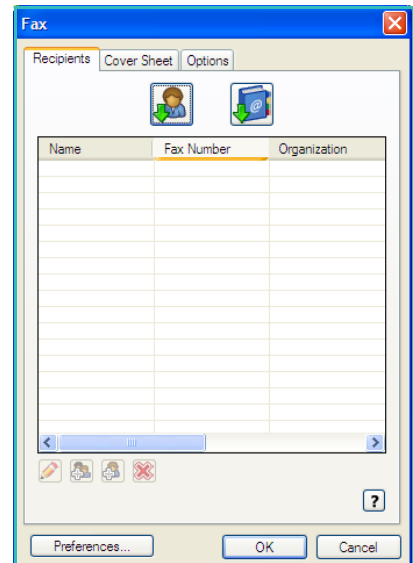 Fax
Recipients Cover Sheet Options
@
Name Fax Number Organization
?
Preferences... OK Cancel